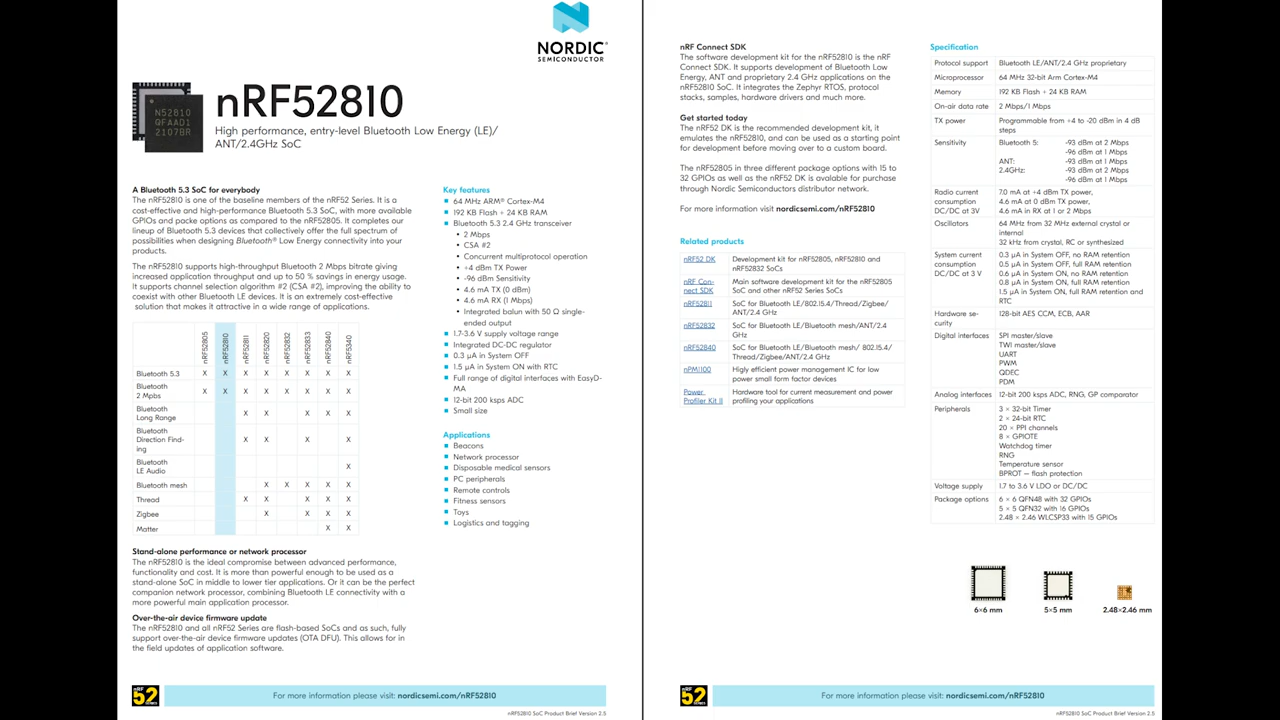 NORDIC®
SEMICONDUCTOR
N52810
QFAAD1
2107BR
nRF52810
High performance, entry-level Bluetooth Low Energy (LE)/
ANT/2.4GHz SoC
A Bluetooth 5.3 SoC for everybody
The nRF52810 is one of the baseline members of the nRF52 Series. It is a
cost-effective and high-performance Bluetooth 5.3 SoC, with more available
GPIOs and packe options as compared to the nRF52805. It completes our
lineup of Bluetooth 5.3 devices that collectively offer the full spectrum of
possibilities when designing Bluetooth® Low Energy connectivity into your
products.
The nRF52810 supports high-throughput Bluetooth 2 Mbps bitrate giving
increased application throughput and up to 50 % savings in energy usage.
It supports channel selection algorithm #2 (CSA #2), improving the ability to
coexist with other Bluetooth LE devices. It is an extremely cost-effective
solution that makes it attractive in a wide range of applications.
nRF52805 nRF52810 nRF52811 nRF52820 nRF52832 nRF52833 nRF52840 nRF5340
Bluetooth 5.3 X X X X X X X X
Bluetooth
2 Mbps X X X X X X X X
Bluetooth
Long Range X X X X X
Bluetooth
Direction Find-
ing X X X X
Bluetooth
LE Audio X
Bluetooth mesh X X X X X
Thread X X X X X
Zigbee X X X X
Matter X X
Stand-alone performance or network processor
The nRF52810 is the ideal compromise between advanced performance,
functionality and cost. It is more than powerful enough to be used as a
stand-alone SoC in middle to lower tier applications. Or it can be the perfect
companion network processor, combining Bluetooth LE connectivity with a
more powerful main application processor.
Over-the-air device firmware update
The nRF52810 and all nRF52 Series are flash-based SoCs and as such, fully
support over-the-air device firmware updates (OTA DFU). This allows for in
the field updates of application software.
Key features
64 MHz ARM® Cortex-M4
192 KB Flash + 24 KB RAM
Bluetooth 5.3 2.4 GHz transceiver
• 2 Mbps
• CSA #2
• Concurrent multiprotocol operation
• +4 dBm TX Power
• -96 dBm Sensitivity
• 4.6 mA TX (0 dBm)
• 4.6 mA RX (1 Mbps)
• Integrated balun with 50 Ω single-
ended output
1.7-3.6 V supply voltage range
Integrated DC-DC regulator
0.3 µA in System OFF
1.5 µA in System ON with RTC
Full range of digital interfaces with EasyD-
MA
12-bit 200 ksps ADC
Small size
Applications
Beacons
Network processor
Disposable medical sensors
PC peripherals
Remote controls
Fitness sensors
Toys
Logistics and tagging
nRF
52
SERIES
For more information please visit: nordicsemi.com/nRF52810
nRF52810 SoC Product Brief Version 2.5
nRF Connect SDK
The software development kit for the nRF52810 is the nRF
Connect SDK. It supports development of Bluetooth Low
Energy, ANT and proprietary 2.4 GHz applications on the
nRF52810 SoC. It integrates the Zephyr RTOS, protocol
stacks, samples, hardware drivers and much more.
Get started today
The nRF52 DK is the recommended development kit, it
emulates the nRF52810, and can be used as a starting point
for development before moving over to a custom board.
The nRF52805 in three different package options with 15 to
32 GPIOs as well as the nRF52 DK is available for purchase
through Nordic Semiconductors distributor network.
For more information visit nordicsemi.com/nRF52810
Related products
nRF52 DK Development kit for nRF52805, nRF52810 and
nRF52832 SoCs
nRF Con- Main software development kit for the nRF52805
nect SDK SoC and other nRF52 Series SoCs
nRF52811 SoC for Bluetooth LE/802.15.4/Thread/Zigbee/
ANT/2.4 GHz
nRF52832 SoC for Bluetooth LE/Bluetooth mesh/ANT/2.4
GHz
nRF52840 SoC for Bluetooth LE/Bluetooth mesh/ 802.15.4/
Thread/Zigbee/ANT/2.4 GHz
nPM1100 Higly efficient power management IC for low
power small form factor devices
Power Hardware tool for current measurement and power
Profiler Kit II profiling your applications
Specification
Protocol support Bluetooth LE/ANT/2.4 GHz proprietary
Microprocessor 64 MHz 32-bit Arm Cortex-M4
Memory 192 KB Flash + 24 KB RAM
On-air data rate 2 Mbps/1 Mbps
TX power Programmable from +4 to -20 dBm in 4 dB
steps
Sensitivity Bluetooth 5: -93 dBm at 2 Mbps
-96 dBm at 1 Mbps
ANT: -93 dBm at 1 Mbps
2.4GHz: -93 dBm at 2 Mbps
-96 dBm at 1 Mbps
Radio current 7.0 mA at +4 dBm TX power,
consumption 4.6 mA at 0 dBm TX power,
DC/DC at 3V 4.6 mA in RX at 1 or 2 Mbps
Oscillators 64 MHz from 32 MHz external crystal or
internal
32 kHz from crystal, RC or synthesized
System current 0.3 µA in System OFF, no RAM retention
consumption 0.5 µA in System OFF, full RAM retention
DC/DC at 3 V 0.6 µA in System ON, no RAM retention
0.8 µA in System ON, full RAM retention
1.5 µA in System ON, full RAM retention and
RTC
Hardware se- 128-bit AES CCM, ECB, AAR
curity
Digital interfaces SPI master/slave
TWI master/slave
UART
PWM
QDEC
PDM
Analog interfaces 12-bit 200 ksps ADC, RNG, GP comparator
Peripherals 3 × 32-bit Timer
2 × 24-bit RTC
20 × PPI channels
8 × GPIOTE
Watchdog timer
RNG
Temperature sensor
BPROT – flash protection
Voltage supply 1.7 to 3.6 V LDO or DC/DC
Package options 6 × 6 QFN48 with 32 GPIOs
5 × 5 QFN32 with 16 GPIOs
2.48 × 2.46 WLCSP33 with 15 GPIOs
6×6 mm 5×5 mm 2.48×2.46 mm
nRF
52
SERIES
For more information please visit: nordicsemi.com/nRF52810
nRF52810 SoC Product Brief Version 2.5